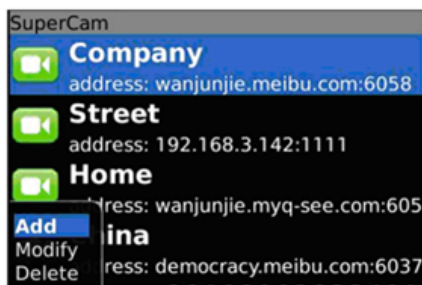 SuperCam
Company
address: wanjunjie.meibu.com:6058
Street
address: 192.168.3.142:1111
Home
ress: wanjunjie.myq-see.com:605
Add
ina
Modify
ress: democracy.meibu.com:6037
Delete